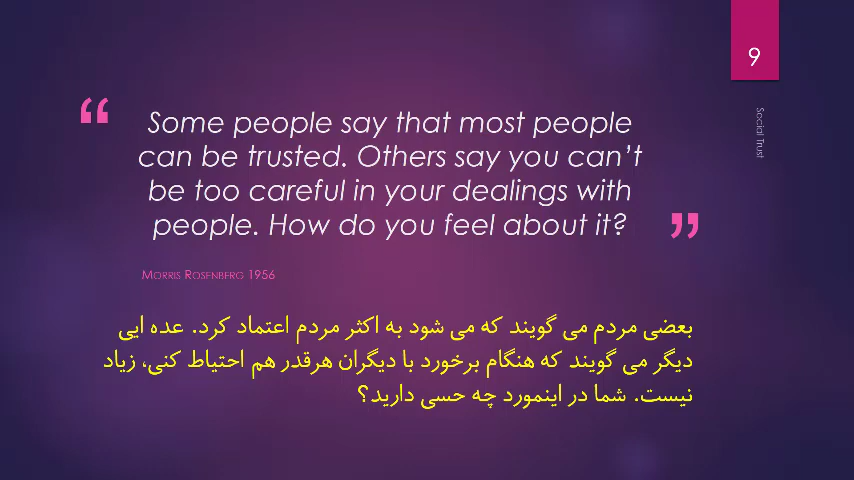 9
Social Trust
“
Some people say that most people
can be trusted. Others say you can’t
be too careful in your dealings with
people. How do you feel about it?
”
Morris Rosenberg 1956
بعضی مردم می گویند که می شود به اکثر مردم اعتماد کرد. عده ایی
دیگر می گویند که هنگام برخورد با دیگران هرقدر هم احتیاط کنی، زیاد
نیست. شما در اینمورد چه حسی دارید؟